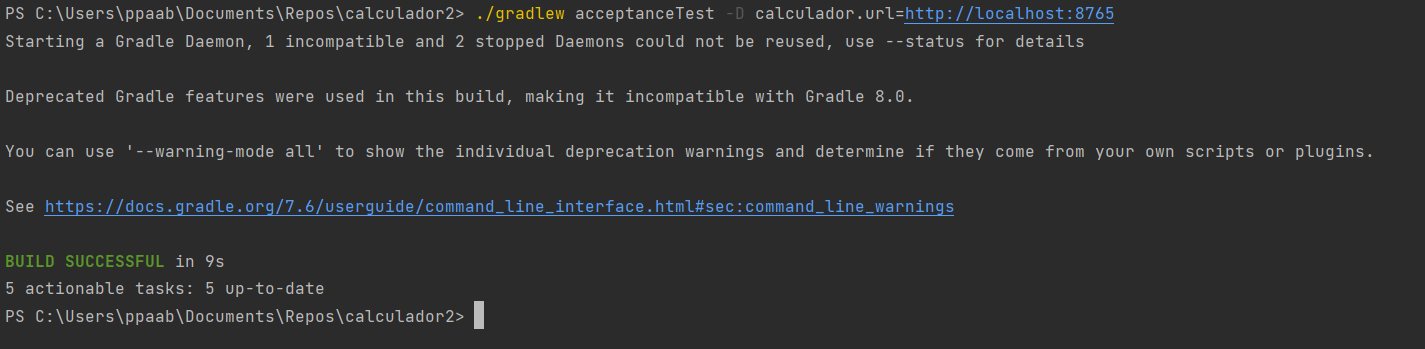 PS C:\Users\ppaab\Documents\Repos\calculador2> ./gradlew acceptanceTest -D calculador.url=http://localhost:8765
Starting a Gradle Daemon, 1 incompatible and 2 stopped Daemons could not be reused, use --status for details
Deprecated Gradle features were used in this build, making it incompatible with Gradle 8.0.
You can use '--warning-mode all' to show the individual deprecation warnings and determine if they come from your own scripts or plugins.
See https://docs.gradle.org/7.6/userguide/command_line_interface.html#sec:command_line_warnings
BUILD SUCCESSFUL in 9s
5 actionable tasks: 5 up-to-date
PS C:\Users\ppaab\Documents\Repos\calculador2>